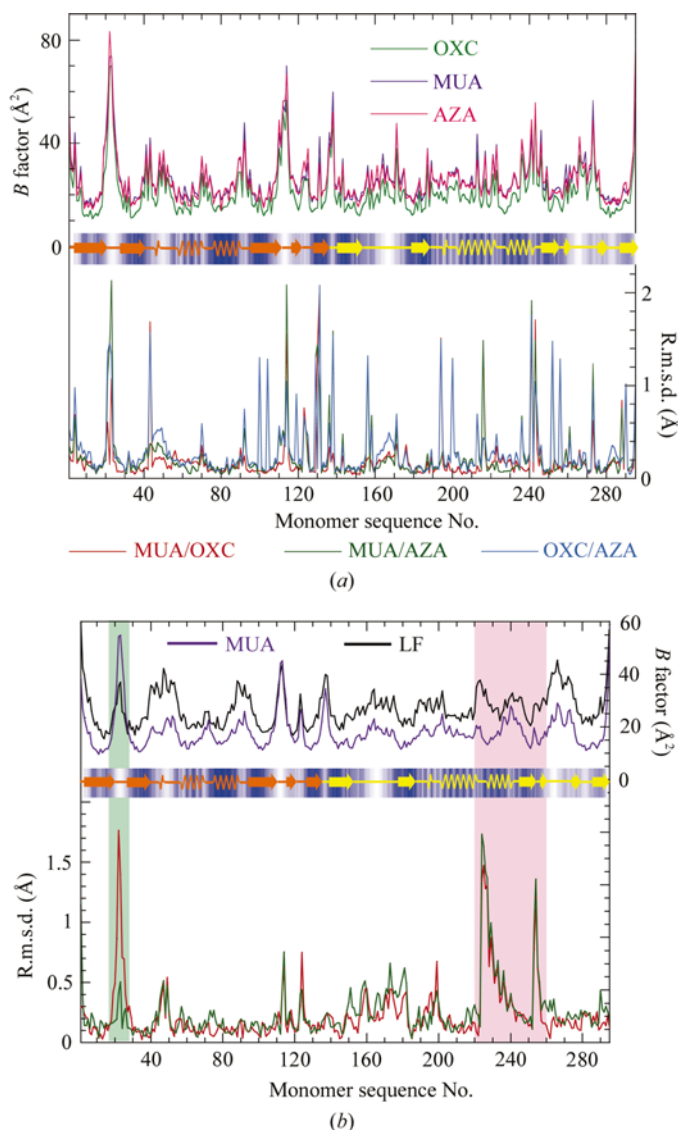 80
40
0
B factor (Å²)
OXC
MUA
AZA
2
1
0
R.m.s.d. (Å)
40 80 120 160 200 240 280
Monomer sequence No.
MUA/OXC MUA/AZA OXC/AZA
(a)
MUA LF
60
40
20
0
B factor (Å²)
1.5
1
0.5
0
R.m.s.d. (Å)
40 80 120 160 200 240 280
Monomer sequence No.
(b)